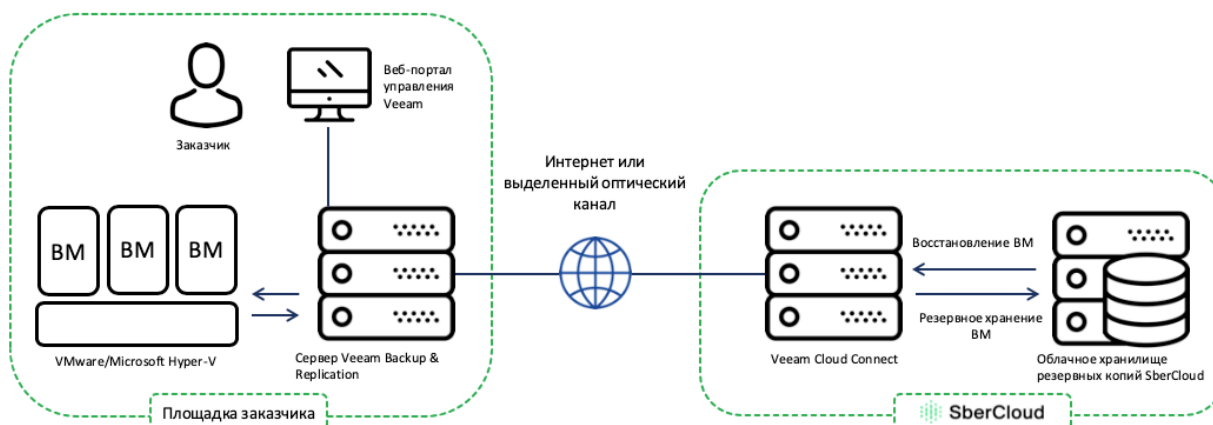 Веб-портал
управления
Veeam
Заказчик
Интернет или
выделенный оптический
канал
ВМ
ВМ
ВМ
Восстановление ВМ
Резервное хранение
ВМ
VMware/Microsoft Hyper-V
Сервер Veeam Backup &
Replication
Veeam Cloud Connect
Облачное хранилище
резервных копий SberCloud
Площадка заказчика
SberCloud